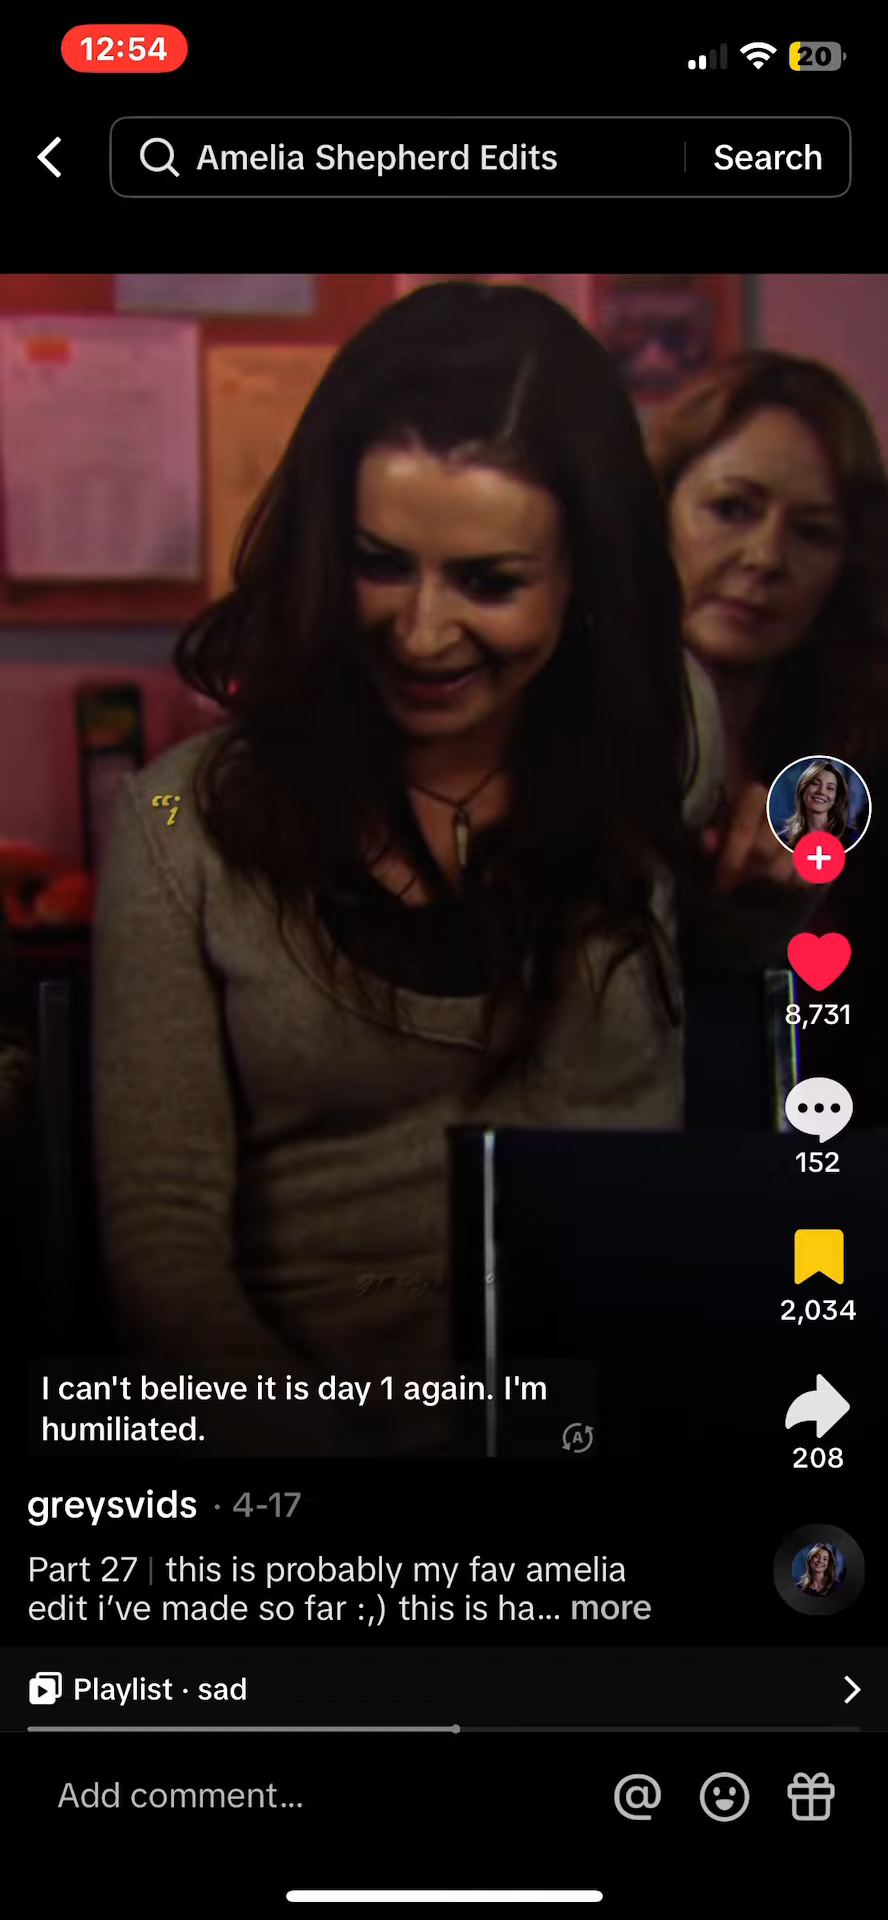 12:54
20
Amelia Shepherd Edits
Search
“i
8,731
152
2,034
I can't believe it is day 1 again. I'm
humiliated.
208
greysvids · 4-17
Part 27 | this is probably my fav amelia
edit i’ve made so far :,) this is ha... more
Playlist · sad
Add comment...